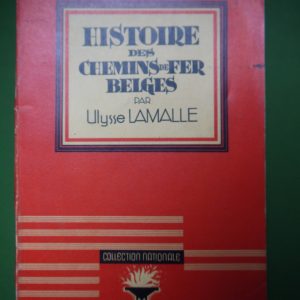 HISTOIRE
DES
CHEMINS DE FER
BELGES
PAR
Ulysse LAMALLE
COLLECTION NATIONALE